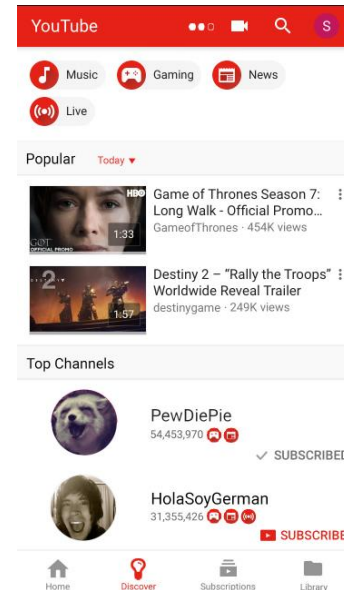 YouTube
S
Music
Gaming
News
Live
Popular
Today
HBO
GOT
OFFICIAL PROMO
1:33
Game of Thrones Season 7:
Long Walk - Official Promo...
GameofThrones · 454K views
2
1:57
Destiny 2 – “Rally the Troops”
Worldwide Reveal Trailer
destinygame · 249K views
Top Channels
PewDiePie
54,453,970
SUBSCRIBED
HolaSoyGerman
31,355,426
SUBSCRIBE
Home
Discover
Subscriptions
Library